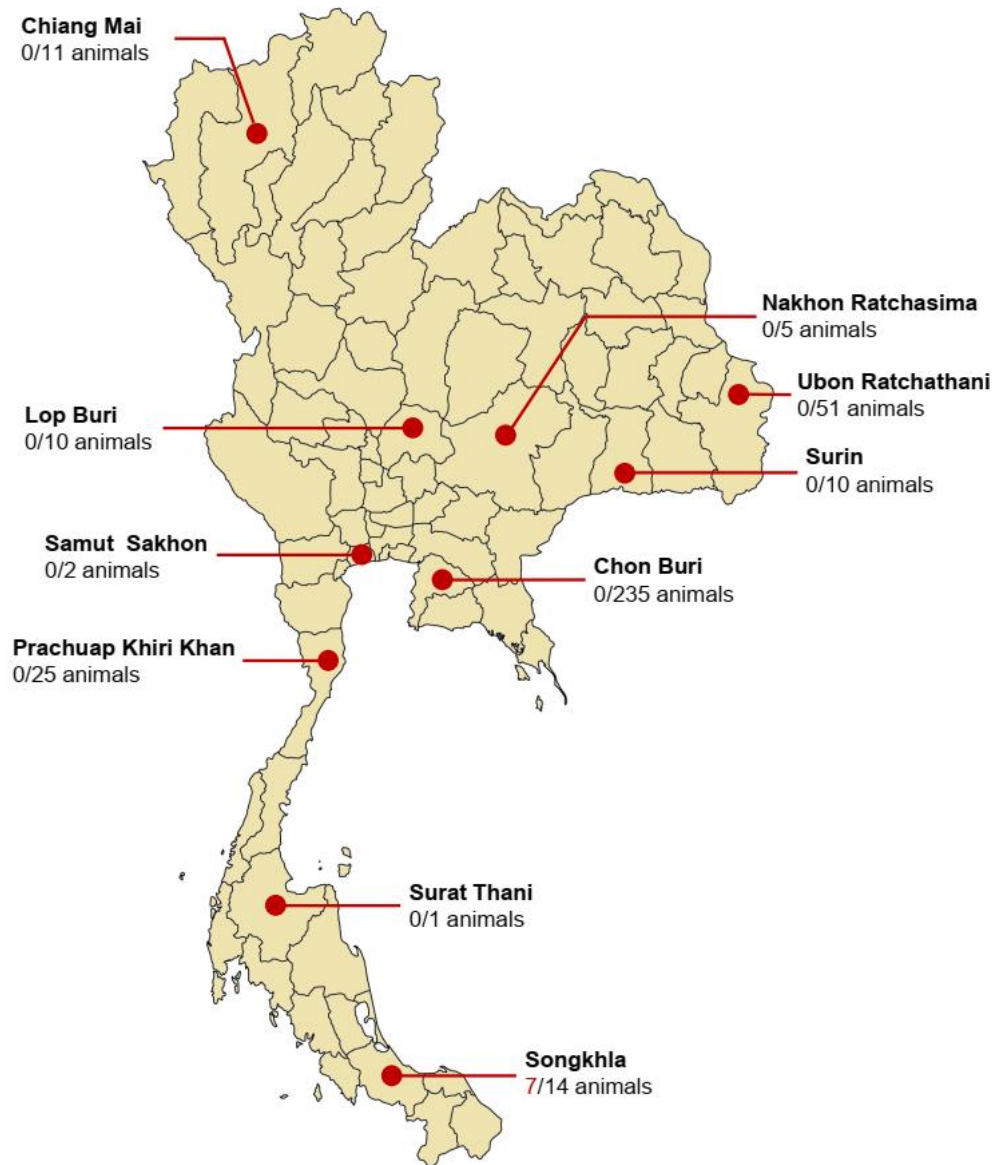 Chiang Mai
0/11 animals
Nakhon Ratchasima
0/5 animals
Ubon Ratchathani
0/51 animals
Lop Buri
0/10 animals
Surin
0/10 animals
Samut  Sakhon
0/2 animals
Chon Buri
0/235 animals
Prachuap Khiri Khan
0/25 animals
Surat Thani
0/1 animals
Songkhla
7/14 animals